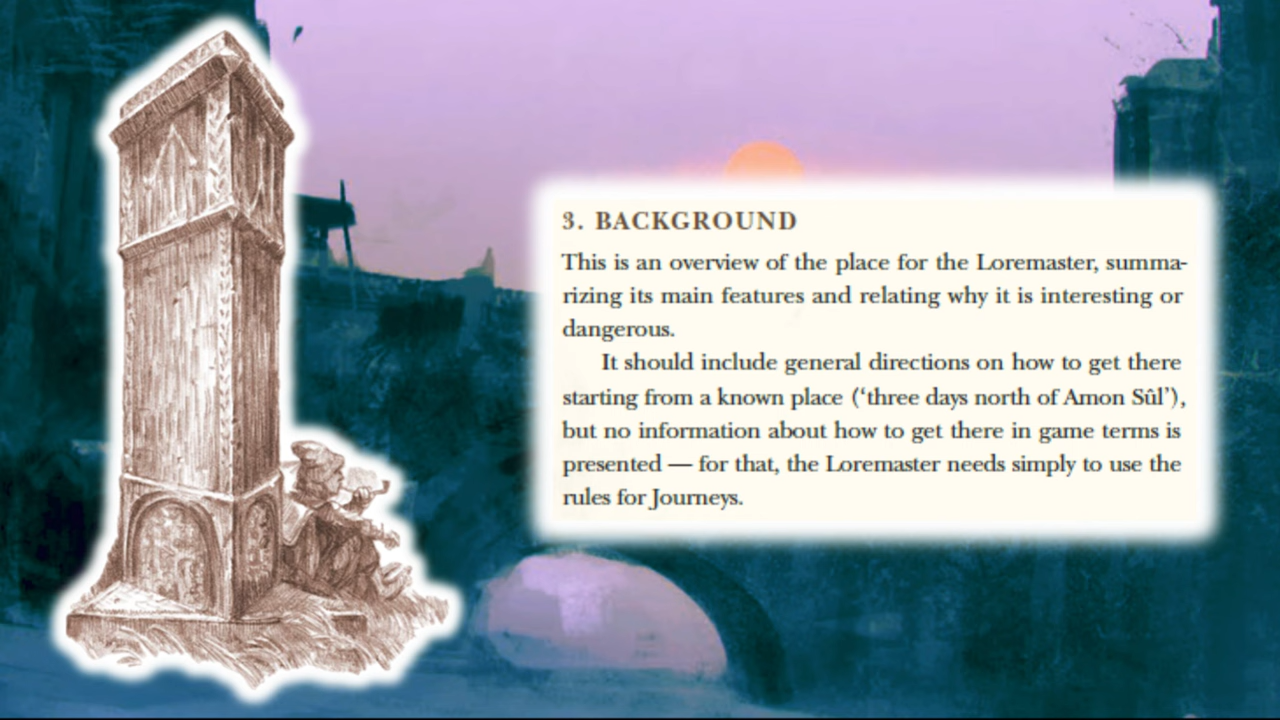 3. BACKGROUND
This is an overview of the place for the Loremaster, summa-
rizing its main features and relating why it is interesting or
dangerous.
It should include general directions on how to get there
starting from a known place (‘three days north of Amon Sûl’),
but no information about how to get there in game terms is
presented — for that, the Loremaster needs simply to use the
rules for Journeys.